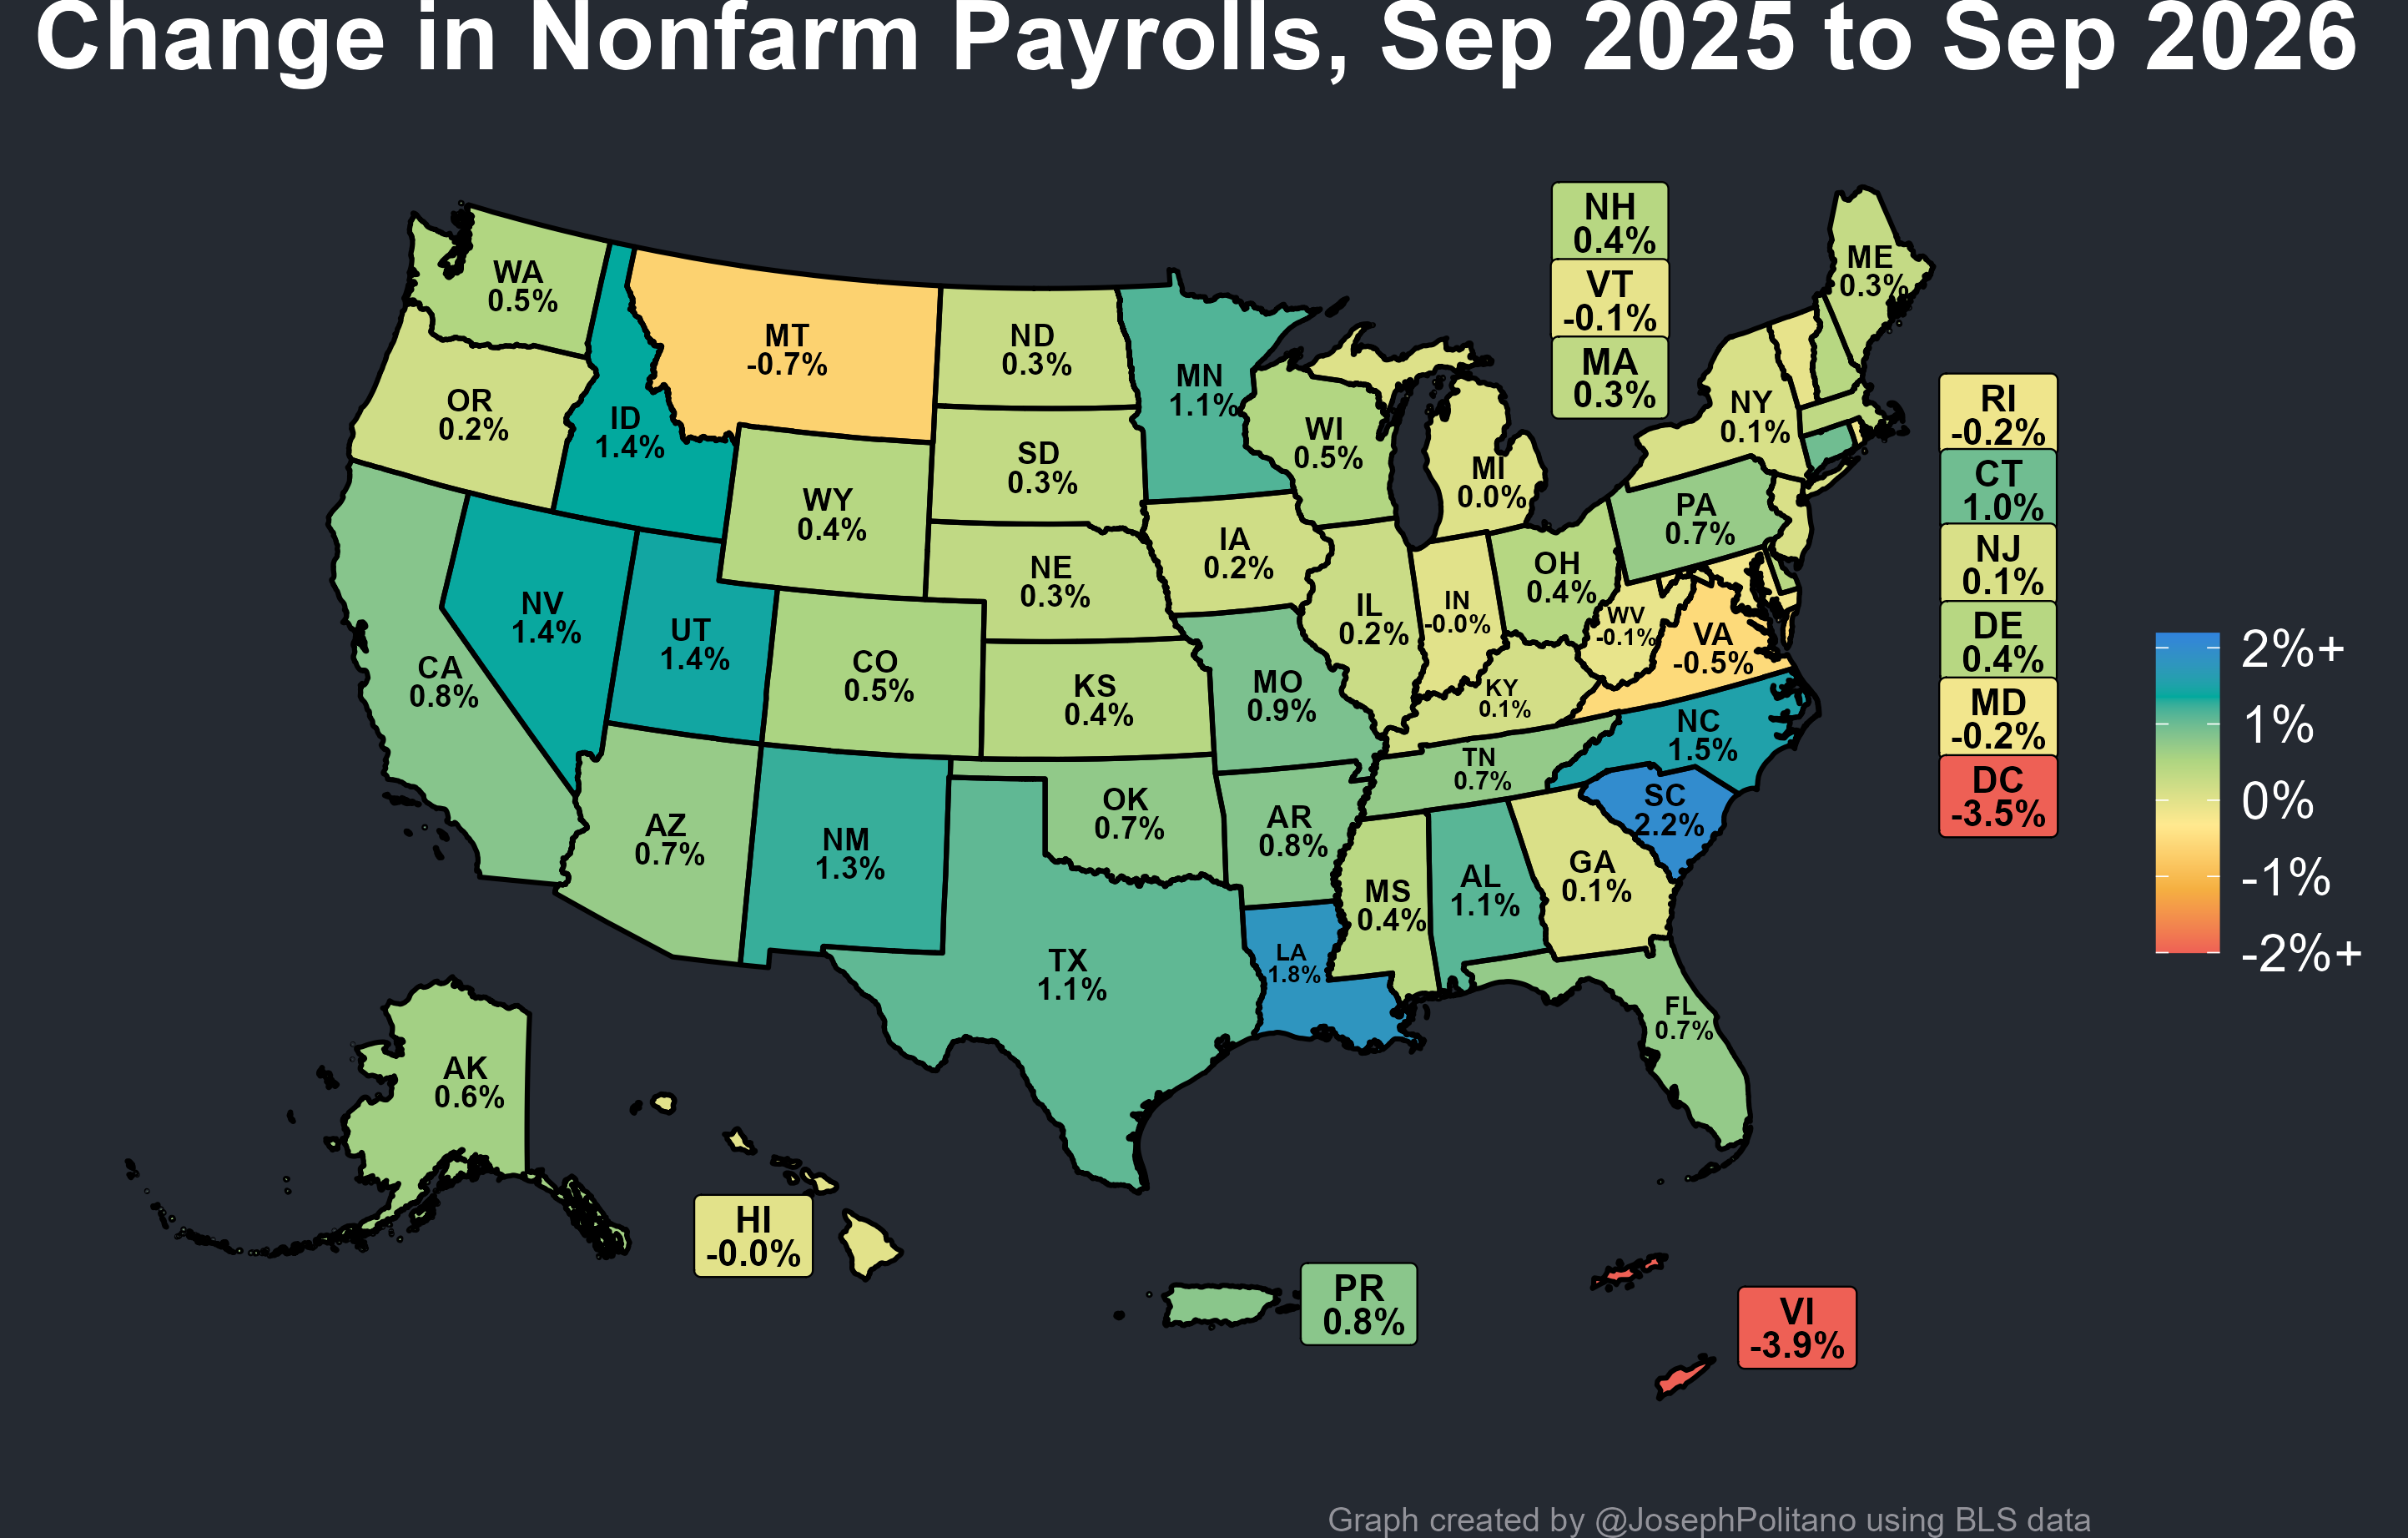 Change in Nonfarm Payrolls, Sep 2025 to Sep 2026
NH
0.4%
VT
-0.1%
MA
0.3%
ME
0.3%
WA
0.5%
MT
-0.7%
ND
0.3%
MN
1.1%
OR
0.2%
ID
1.4%
SD
0.3%
WI
0.5%
MI
0.0%
NY
0.1%
RI
-0.2%
CT
1.0%
NJ
0.1%
DE
0.4%
MD
-0.2%
DC
-3.5%
WY
0.4%
NE
0.3%
IA
0.2%
PA
0.7%
OH
0.4%
IN
-0.0%
IL
0.2%
WV
-0.1%
VA
-0.5%
NV
1.4%
UT
1.4%
CA
0.8%
CO
0.5%
KS
0.4%
MO
0.9%
KY
0.1%
NC
1.5%
TN
0.7%
SC
2.2%
AZ
0.7%
NM
1.3%
OK
0.7%
AR
0.8%
MS
0.4%
AL
1.1%
GA
0.1%
TX
1.1%
LA
1.8%
FL
0.7%
AK
0.6%
HI
-0.0%
PR
0.8%
VI
-3.9%
2%+
1%
0%
-1%
-2%+
Graph created by @JosephPolitano using BLS data